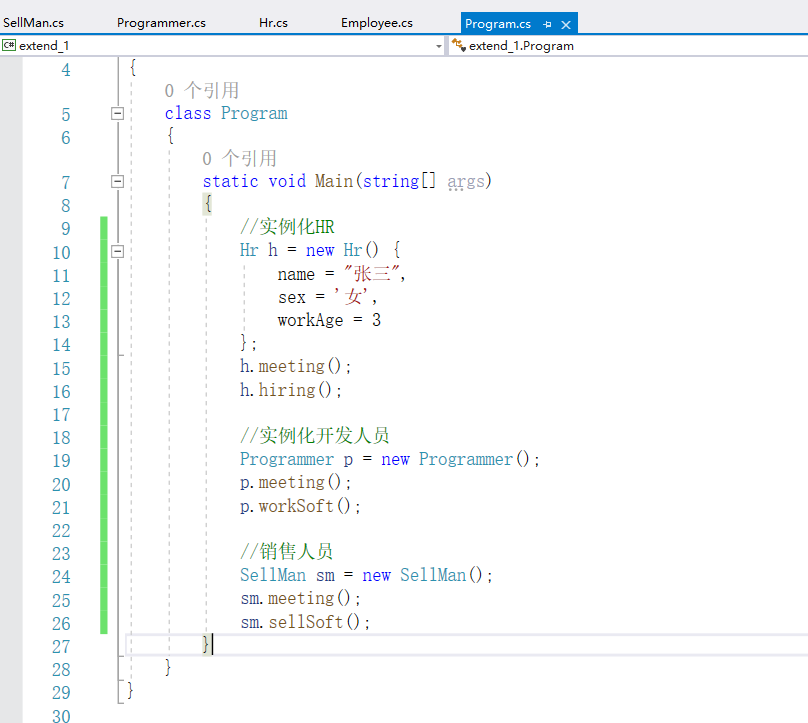 SellMan.cs Programmer.cs Hr.cs Employee.cs Program.cs
C# extend_1 extend_1.Program
4 {
0 个引用
5 class Program
6 {
0 个引用
7 static void Main(string[] args)
8 {
9 //实例化HR
10 Hr h = new Hr() {
11 name = "张三",
12 sex = '女',
13 workAge = 3
14 };
15 h.meeting();
16 h.hiring();
17
18 //实例化开发人员
19 Programmer p = new Programmer();
20 p.meeting();
21 p.workSoft();
22
23 //销售人员
24 SellMan sm = new SellMan();
25 sm.meeting();
26 sm.sellSoft();
27 }
28 }
29 }
30